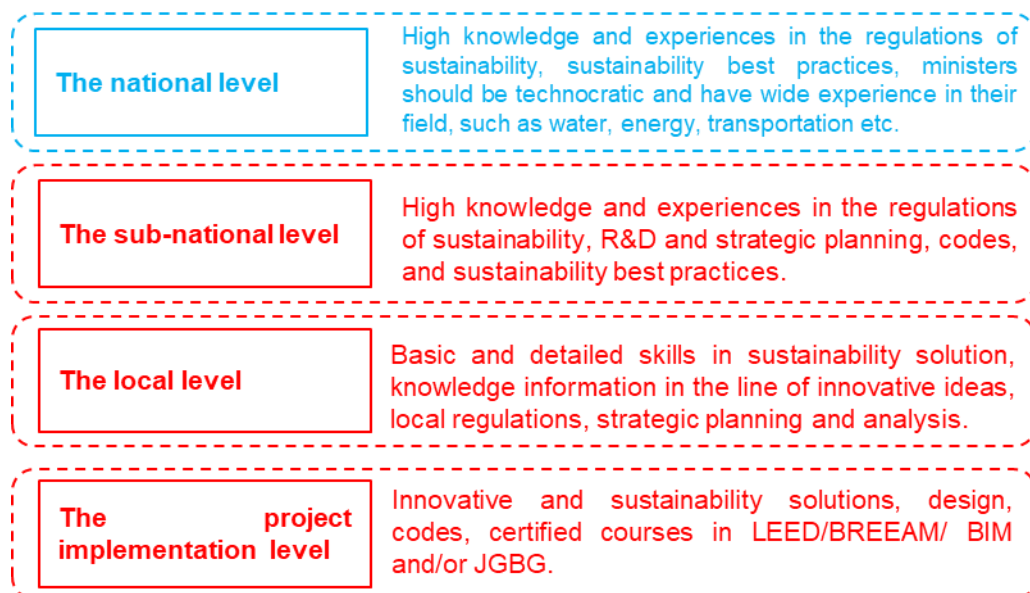 The national level
High knowledge and experiences in the regulations of
sustainability, sustainability best practices, ministers
should be technocratic and have wide experience in their
field, such as water, energy, transportation etc.
The sub-national level
High knowledge and experiences in the regulations
of sustainability, R&D and strategic planning, codes,
and sustainability best practices.
The local level
Basic and detailed skills in sustainability solution,
knowledge information in the line of innovative ideas,
local regulations, strategic planning and analysis.
The project
implementation level
Innovative and sustainability solutions, design,
codes, certified courses in LEED/BREEAM/ BIM
and/or JGBG.